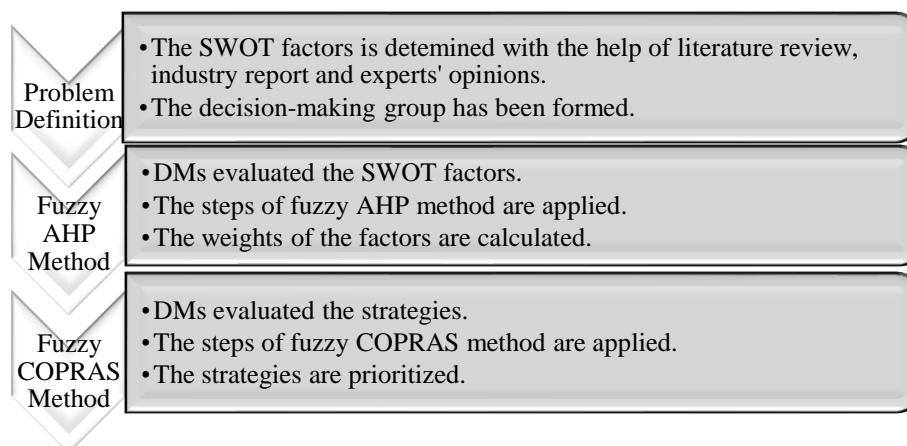 Problem
Definition
•The SWOT factors is detemined with the help of literature review,
industry report and experts' opinions.
•The decision-making group has been formed.
Fuzzy
AHP
Method
•DMs evaluated the SWOT factors.
•The steps of fuzzy AHP method are applied.
•The weights of the factors are calculated.
Fuzzy
COPRAS
Method
•DMs evaluated the strategies.
•The steps of fuzzy COPRAS method are applied.
•The strategies are prioritized.